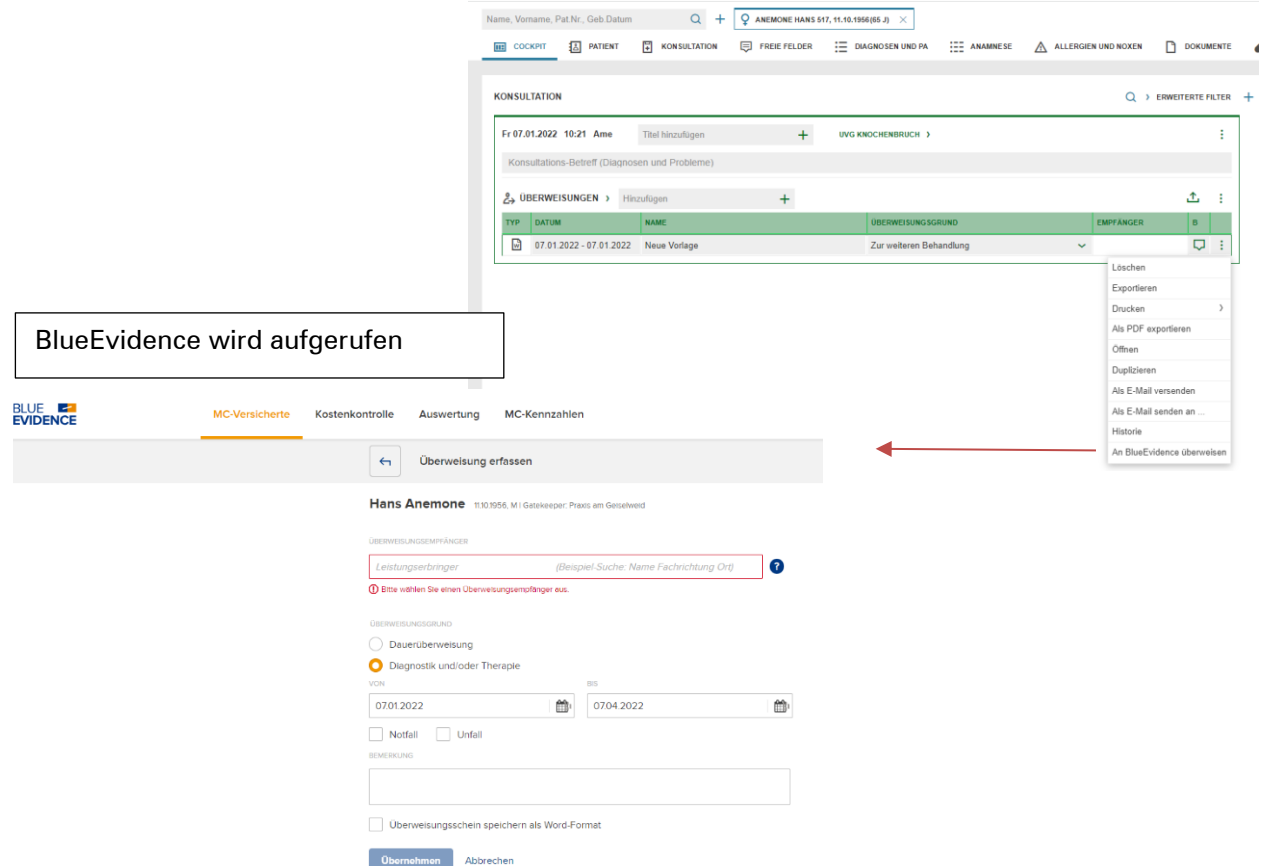 Name, Vorname, Pat.Nr., Geb.Datum
ANEMONE HANS 517, 11.10.1956(65 J)
COCKPIT PATIENT KONSULTATION FREIE FELDER DIAGNOSEN UND PA ANAMNESE ALLERGIEN UND NOXEN DOKUMENTE
KONSULTATION
ERWEITERTE FILTER
Fr 07.01.2022 10:21 Ame Titel hinzufügen UVG KNOCHENBRUCH
Konsultations-Betreff (Diagnosen und Probleme)
ÜBERWEISUNGEN Hinzufügen
TYP DATUM NAME ÜBERWEISUNGSGRUND EMPFÄNGER B
07.01.2022 - 07.01.2022 Neue Vorlage Zur weiteren Behandlung
Löschen
Exportieren
Drucken
Als PDF exportieren
Öffnen
Duplizieren
Als E-Mail versenden
Als E-Mail senden an ...
Historie
An BlueEvidence überweisen
BlueEvidence wird aufgerufen
BLUE
EVIDENCE
MC-Versicherte Kostenkontrolle Auswertung MC-Kennzahlen
Überweisung erfassen
Hans Anemone 11.10.1956, M | Gatekeeper: Praxis am Geiselweid
ÜBERWEISUNGSEMPFÄNGER
Leistungserbringer (Beispiel-Suche: Name Fachrichtung Ort)
Bitte wählen Sie einen Überweisungsempfänger aus.
ÜBERWEISUNGSGRUND
Dauerüberweisung
Diagnostik und/oder Therapie
VON BIS
07.01.2022 07.04.2022
Notfall Unfall
BEMERKUNG
Überweisungsschein speichern als Word-Format
Übernehmen Abbrechen